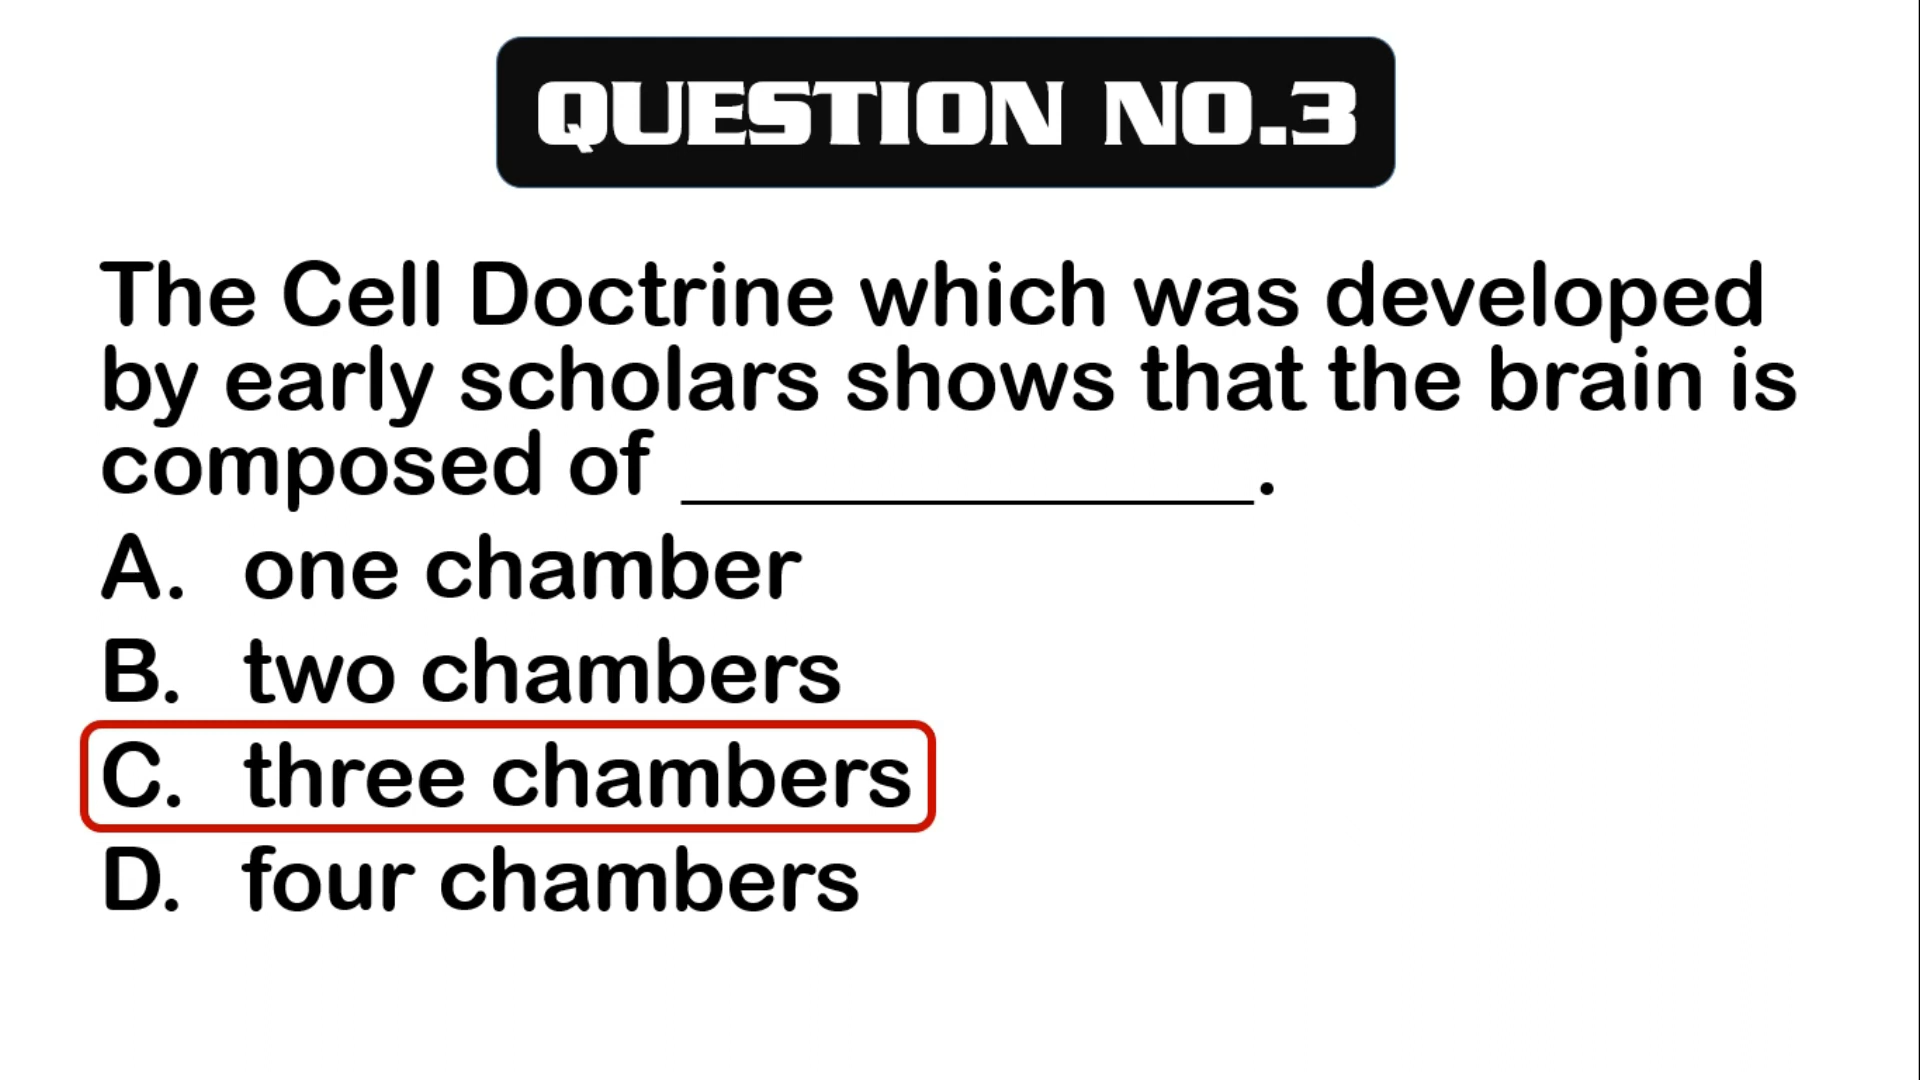 QUESTION NO.3
The Cell Doctrine which was developed
by early scholars shows that the brain is
composed of _______________.
A. one chamber
B. two chambers
C. three chambers
D. four chambers